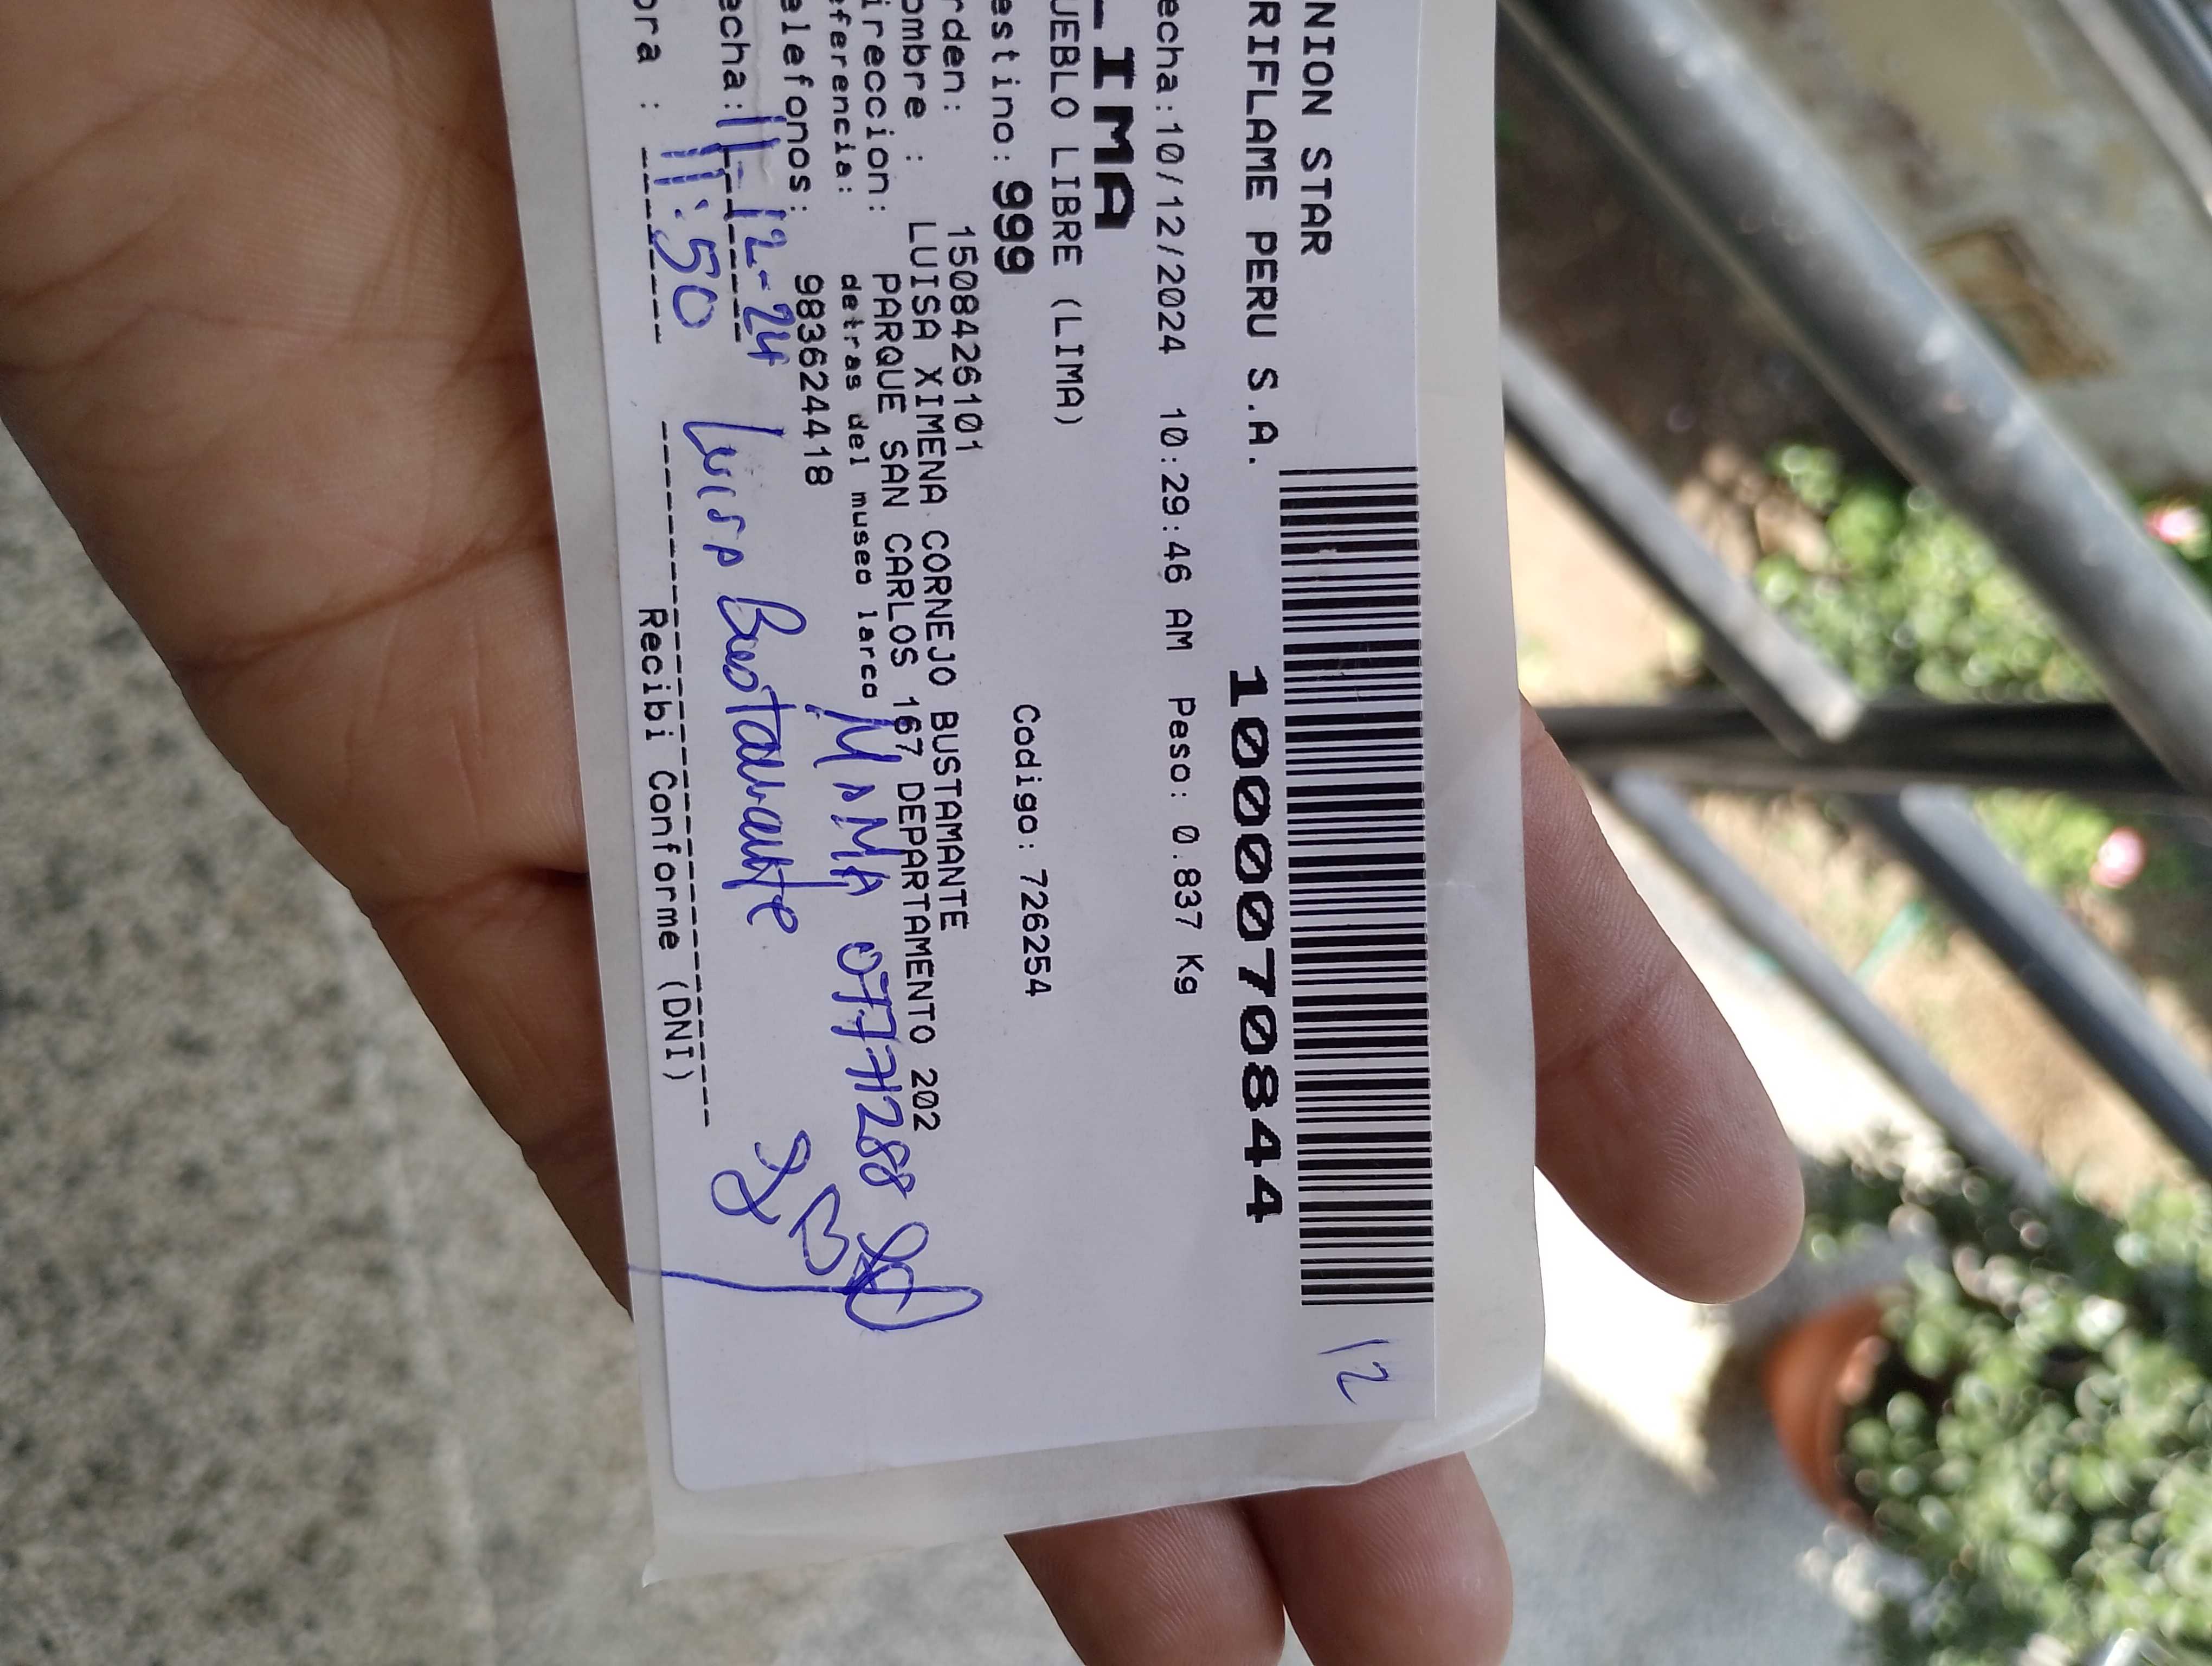 NION STAR
RIFLAME PERU S.A. 10000070844
echa:10/12/2024 10:29:46 AM Peso: 0.837 Kg
LIMA
UEBLO LIBRE (LIMA)
estino: 999 Codigo: 726254
rden: 1508426101
ombre : LUISA XIMENA CORNEJO BUSTAMANTE
ireccion: PARQUE SAN CARLOS 167 DEPARTAMENTO 202
eferencia: detras del museo larco
elefonos: 983624418
MAMA 07771288
echa: 11-12-24 Luisa Bustamante
ora : 11:50
Recibi Conforme (DNI)
12